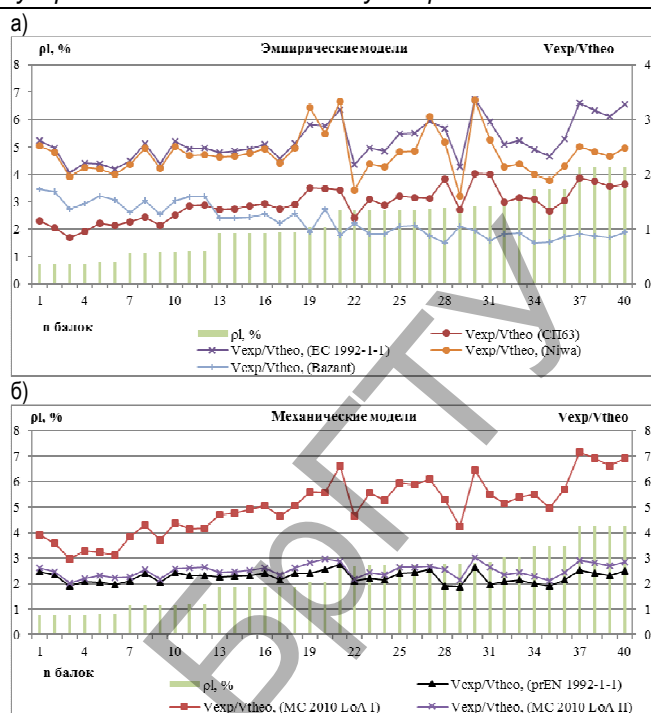 а)
ρl, % Эмпирические модели Vexp/Vtheo
8 4
7
6 3
5
4 2
3
2 1
1
0 0
1 4 7 10 13 16 19 22 25 28 31 34 37 40
n балок
ρl, % Vexp/Vtheo (СП63)
Vexp/Vtheo, (EC 1992-1-1) Vexp/Vtheo, (Niwa)
Vexp/Vtheo, (Bazant)
б)
ρl, % Механические модели Vexp/Vtheo
8 8
7 7
6 6
5 5
4 4
3 3
2 2
1 1
0 0
1 4 7 10 13 16 19 22 25 28 31 34 37 40
n балок
ρl, % Vexp/Vtheo, (prEN 1992-1-1)
Vexp/Vtheo, (MC 2010 LoA I) Vexp/Vtheo, (MC 2010 LoA II)
БрГТУ